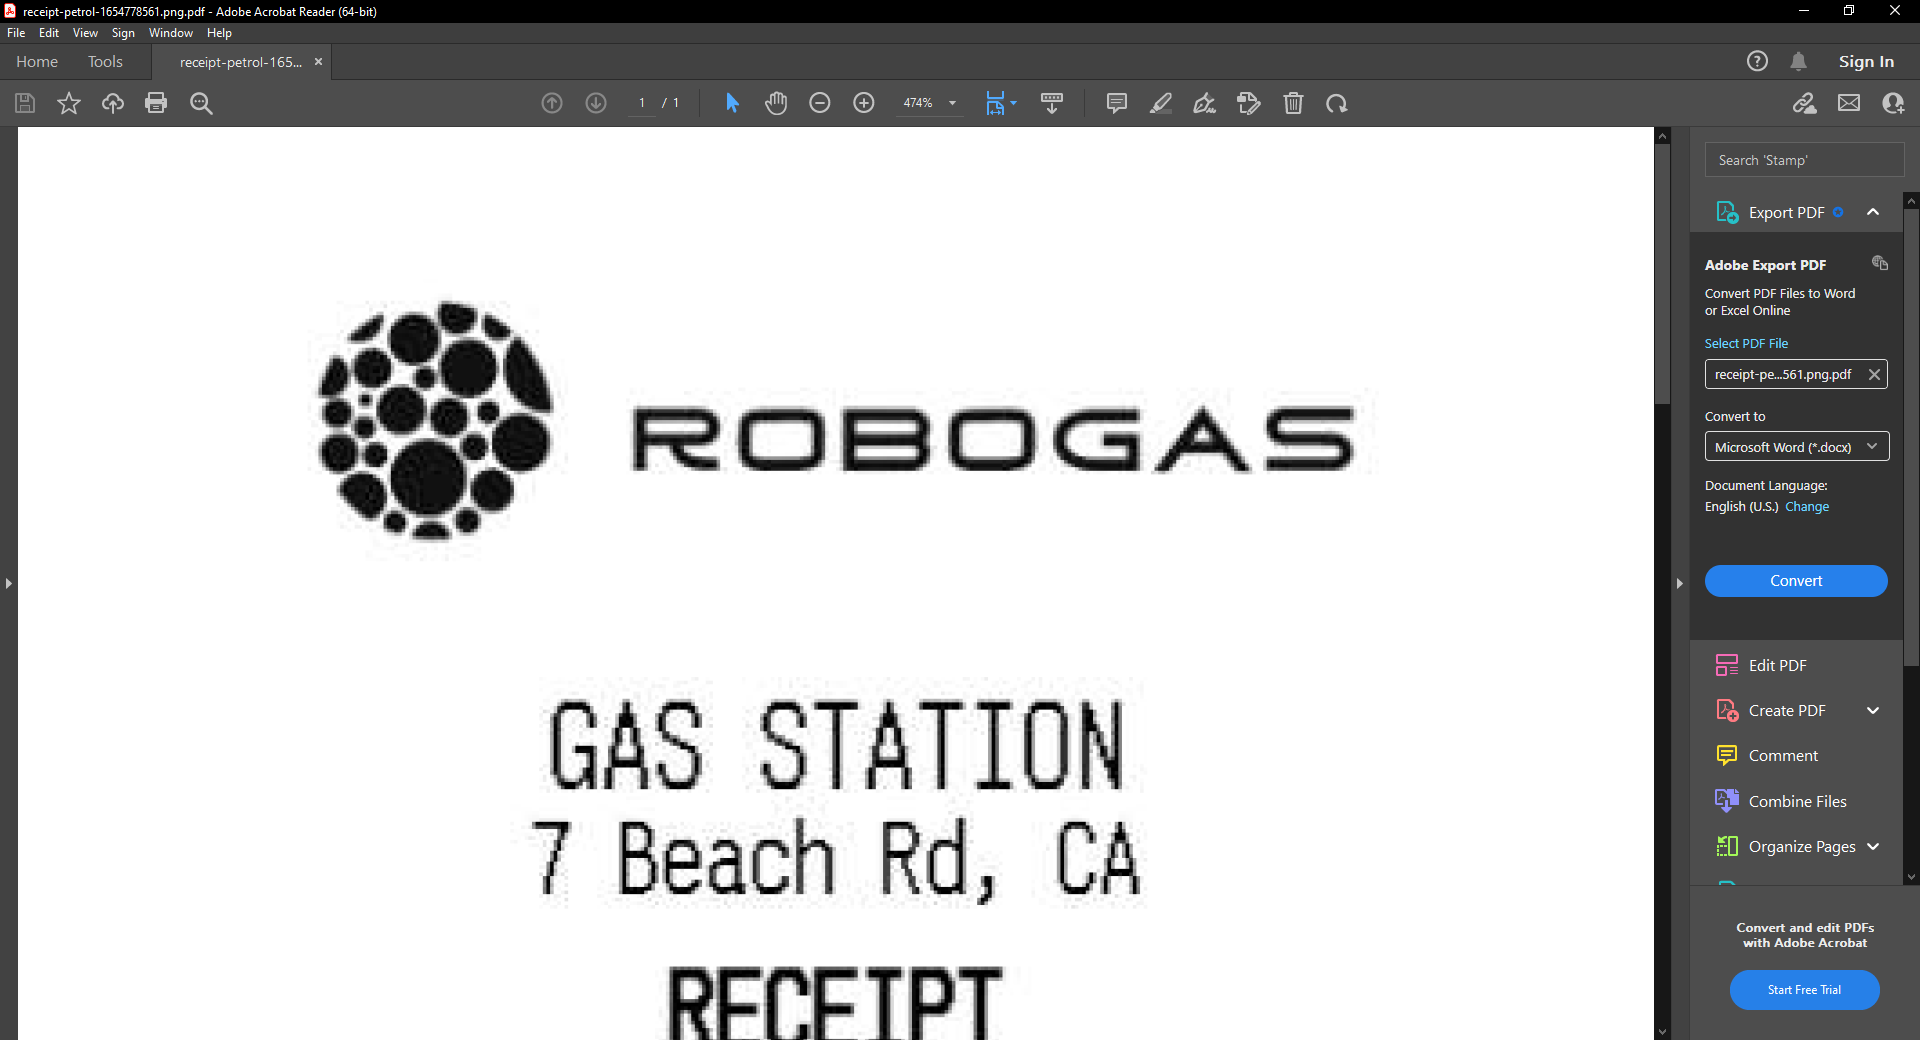 receipt-petrol-1654778561.png.pdf - Adobe Acrobat Reader (64-bit)
File Edit View Sign Window Help
Home Tools receipt-petrol-165... Sign In
1 / 1 474%
ROBOGAS
GAS STATION
7 Beach Rd, CA
RECEIPT
Search 'Stamp'
Export PDF
Adobe Export PDF
Convert PDF Files to Word
or Excel Online
Select PDF File
receipt-pe...561.png.pdf
Convert to
Microsoft Word (*.docx)
Document Language:
English (U.S.) Change
Convert
Edit PDF
Create PDF
Comment
Combine Files
Organize Pages
Convert and edit PDFs
with Adobe Acrobat
Start Free Trial